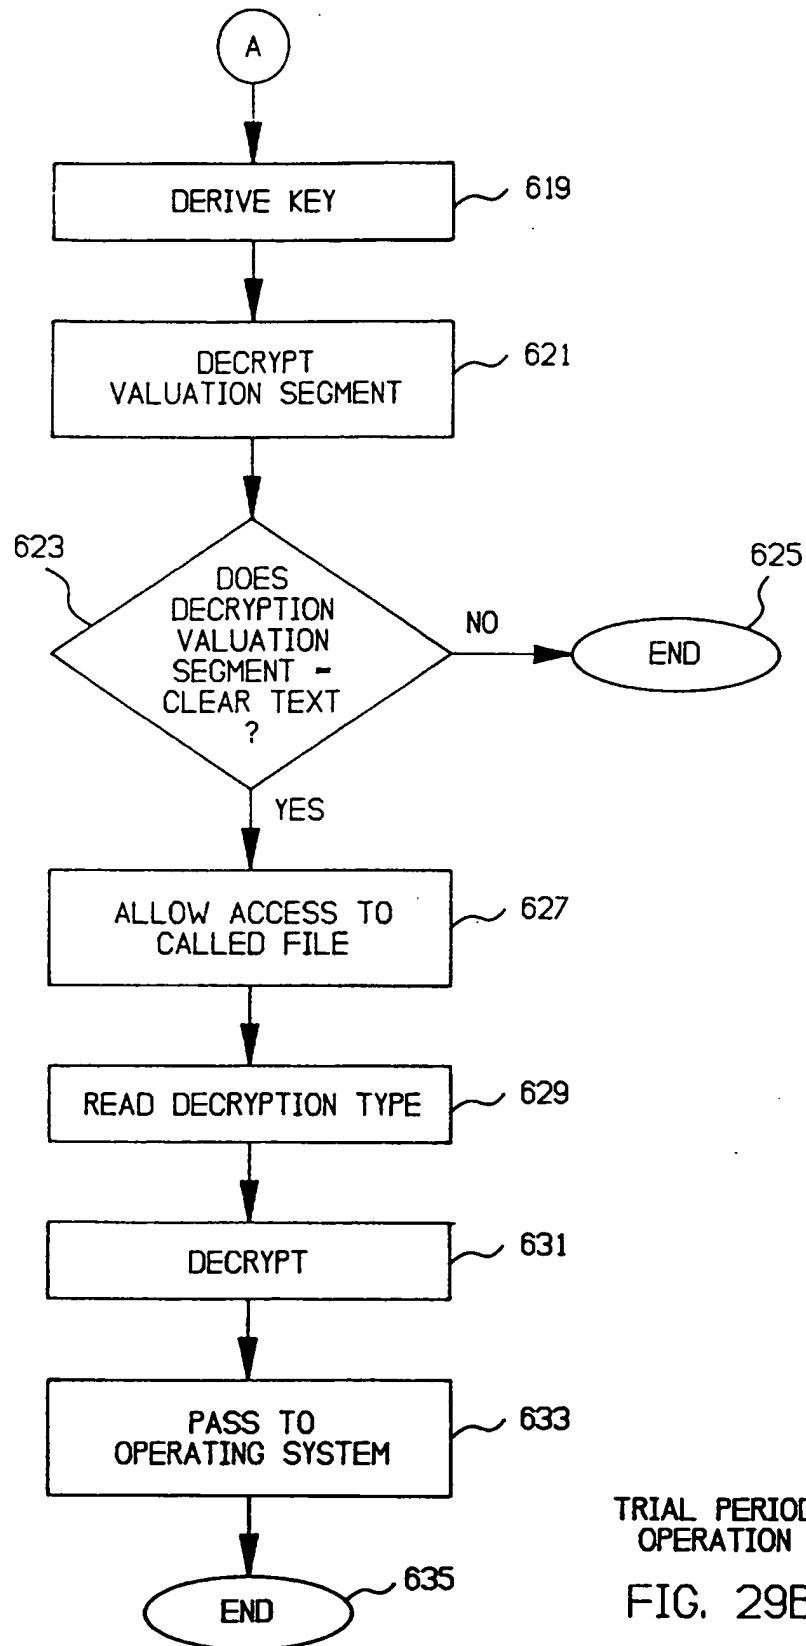 A
DERIVE KEY
619
DECRYPT
VALUATION SEGMENT
621
623
DOES
DECRYPTION
VALUATION
SEGMENT -
CLEAR TEXT
?
NO
625
END
YES
ALLOW ACCESS TO
CALLED FILE
627
READ DECRYPTION TYPE
629
DECRYPT
631
PASS TO
OPERATING SYSTEM
633
END
635
TRIAL PERIOD
OPERATION
FIG. 29B